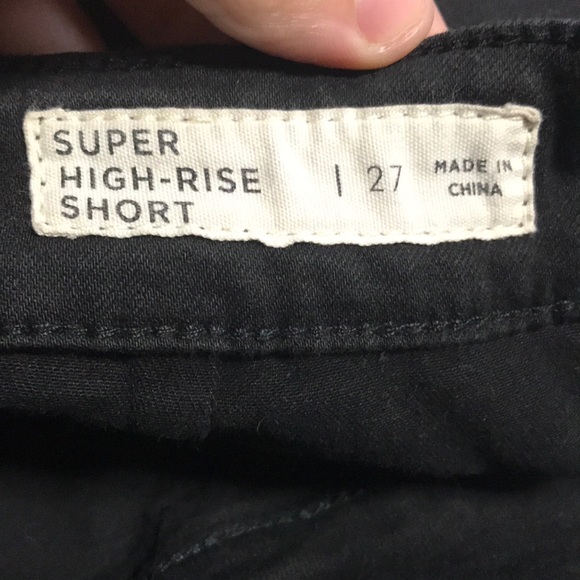 SUPER
HIGH-RISE
SHORT
| 27
MADE IN
CHINA